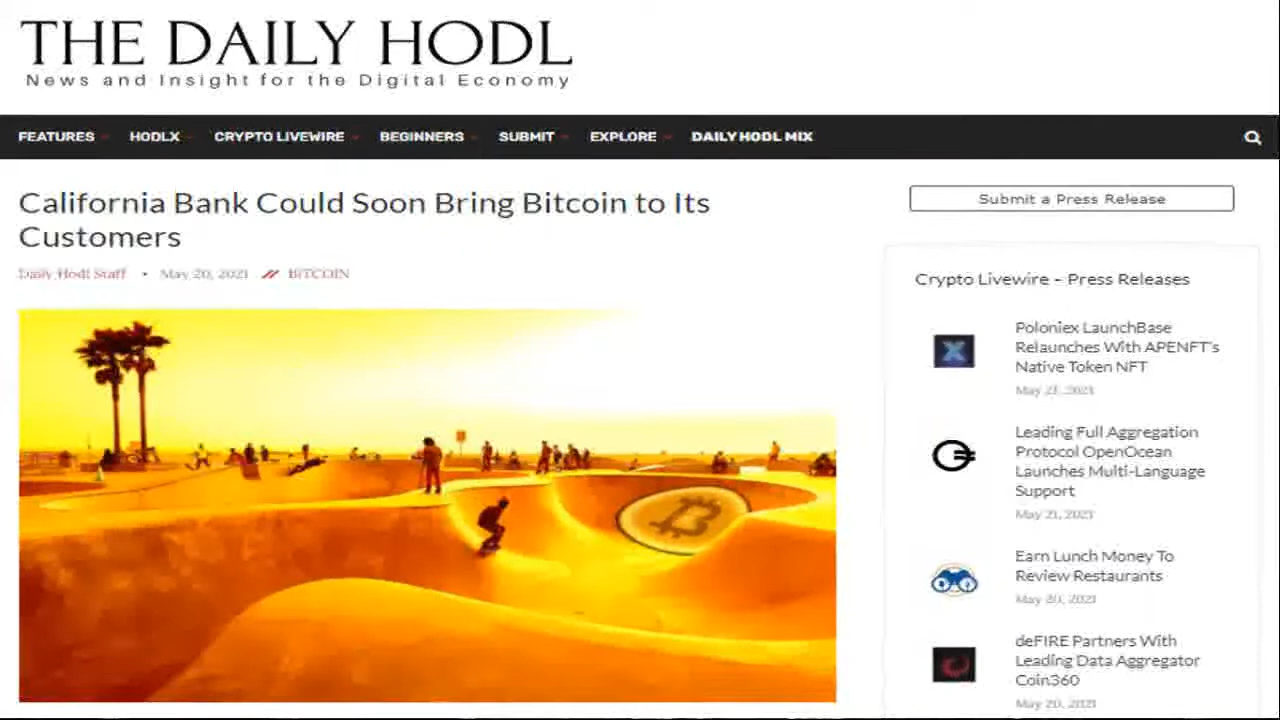 THE DAILY HODL
News and Insight for the Digital Economy
FEATURES HODLX CRYPTO LIVEWIRE BEGINNERS SUBMIT EXPLORE DAILY HODL MIX
California Bank Could Soon Bring Bitcoin to Its
Customers
Daily Hodl Staff • May 20, 2021 // BITCOIN
Submit a Press Release
Crypto Livewire - Press Releases
Poloniex LaunchBase
Relaunches With APENFT's
Native Token NFT
May 21, 2021
Leading Full Aggregation
Protocol OpenOcean
Launches Multi-Language
Support
May 21, 2021
Earn Lunch Money To
Review Restaurants
May 20, 2021
deFIRE Partners With
Leading Data Aggregator
Coin360
May 20, 2021